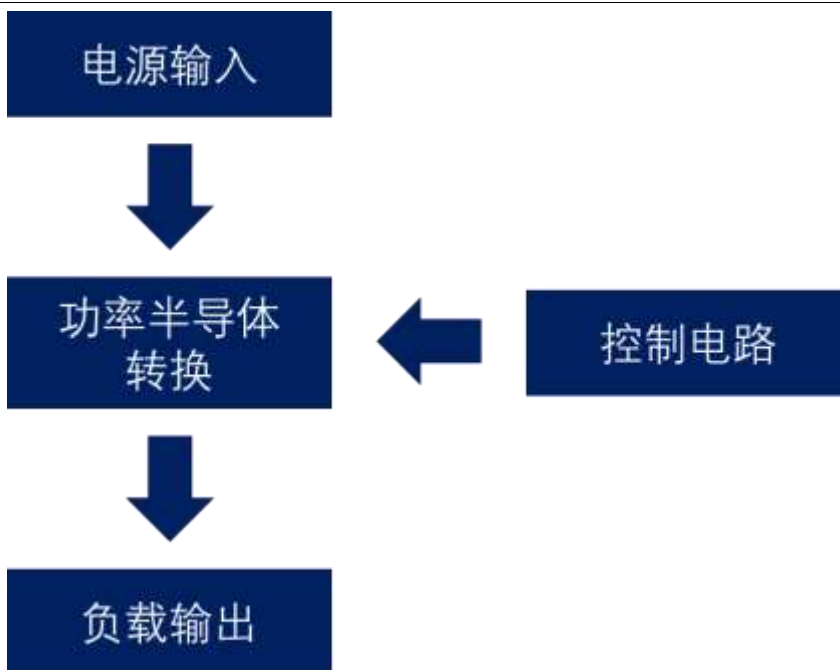 电源输入
功率半导体
转换
控制电路
负载输出